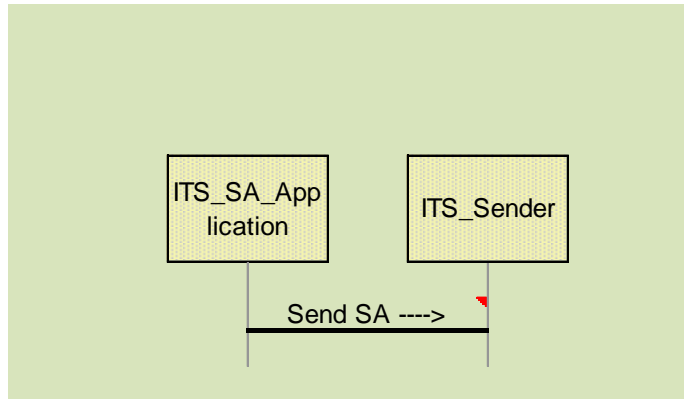 ITS_SA_App
lication
ITS_Sender
Send SA ---->